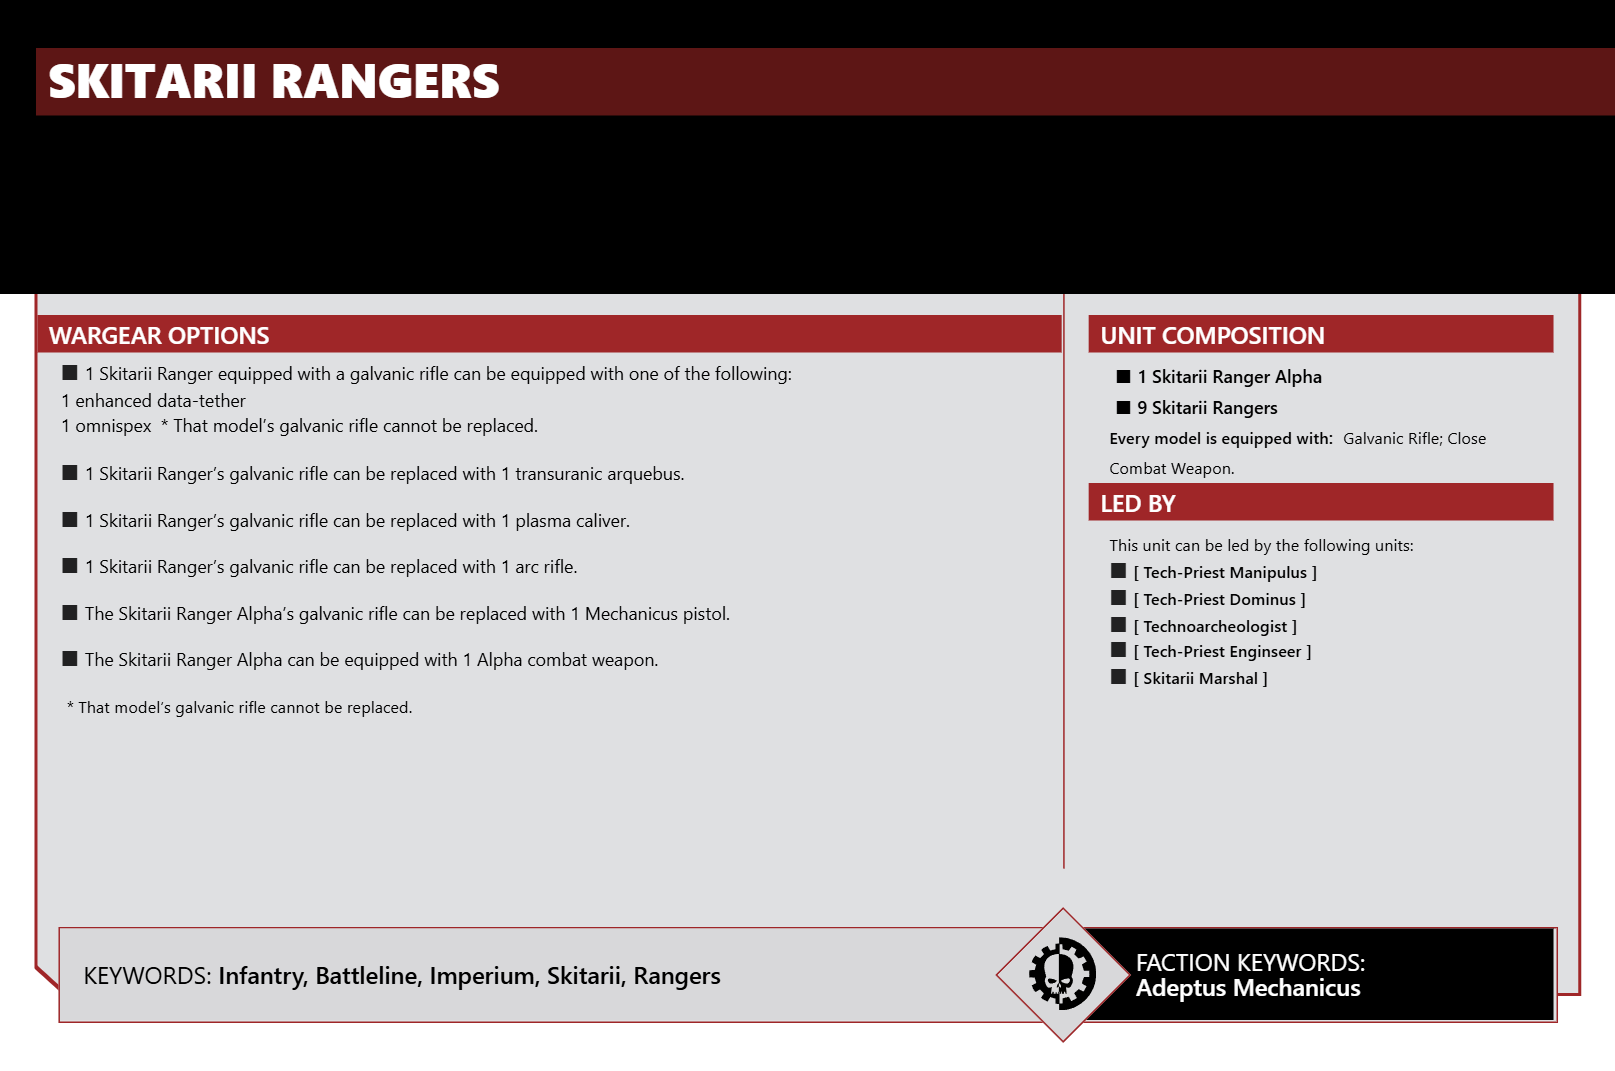 SKITARII RANGERS
WARGEAR OPTIONS
■ 1 Skitarii Ranger equipped with a galvanic rifle can be equipped with one of the following:
1 enhanced data-tether
1 omnispex * That model’s galvanic rifle cannot be replaced.
■ 1 Skitarii Ranger’s galvanic rifle can be replaced with 1 transuranic arquebus.
■ 1 Skitarii Ranger’s galvanic rifle can be replaced with 1 plasma caliver.
■ 1 Skitarii Ranger’s galvanic rifle can be replaced with 1 arc rifle.
■ The Skitarii Ranger Alpha’s galvanic rifle can be replaced with 1 Mechanicus pistol.
■ The Skitarii Ranger Alpha can be equipped with 1 Alpha combat weapon.
* That model’s galvanic rifle cannot be replaced.
UNIT COMPOSITION
■ 1 Skitarii Ranger Alpha
■ 9 Skitarii Rangers
Every model is equipped with: Galvanic Rifle; Close
Combat Weapon.
LED BY
This unit can be led by the following units:
■ [ Tech-Priest Manipulus ]
■ [ Tech-Priest Dominus ]
■ [ Technoarcheologist ]
■ [ Tech-Priest Enginseer ]
■ [ Skitarii Marshal ]
KEYWORDS: Infantry, Battleline, Imperium, Skitarii, Rangers
FACTION KEYWORDS:
Adeptus Mechanicus